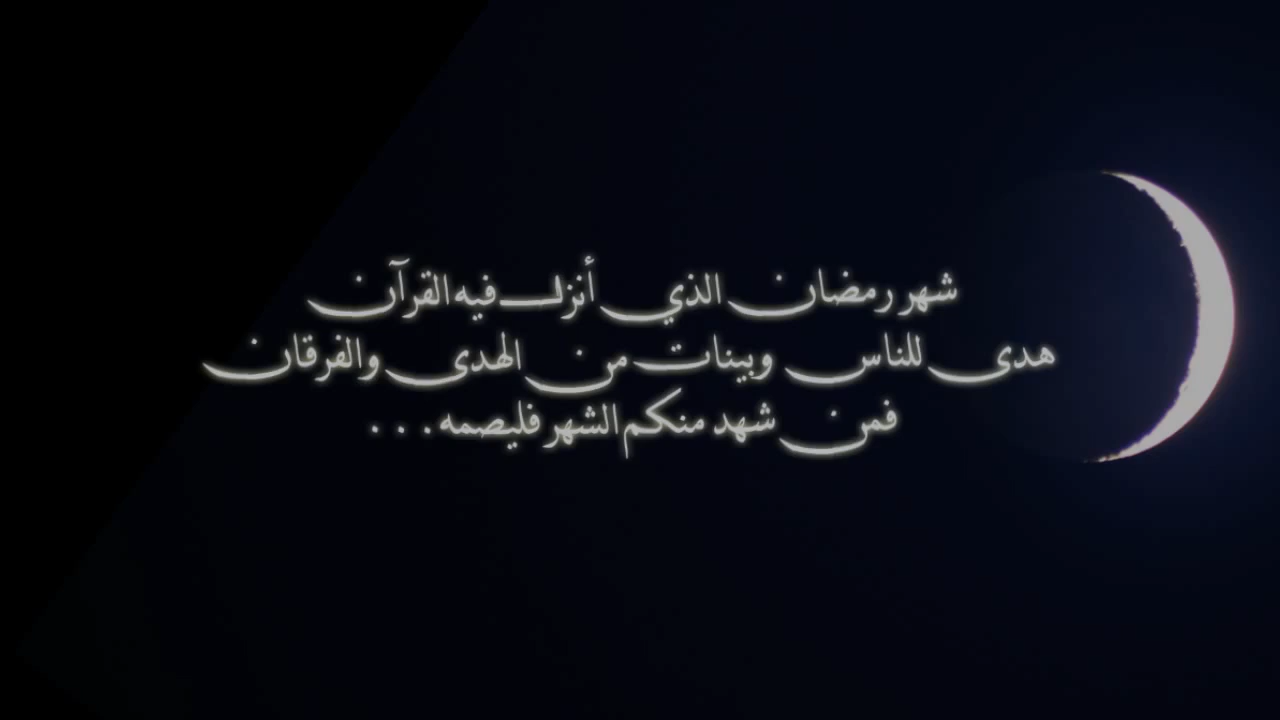 شهر رمضان الذي أنزل فيه القرآن
هدى للناس وبينات من الهدى والفرقان
فمن شهد منكم الشهر فليصمه...